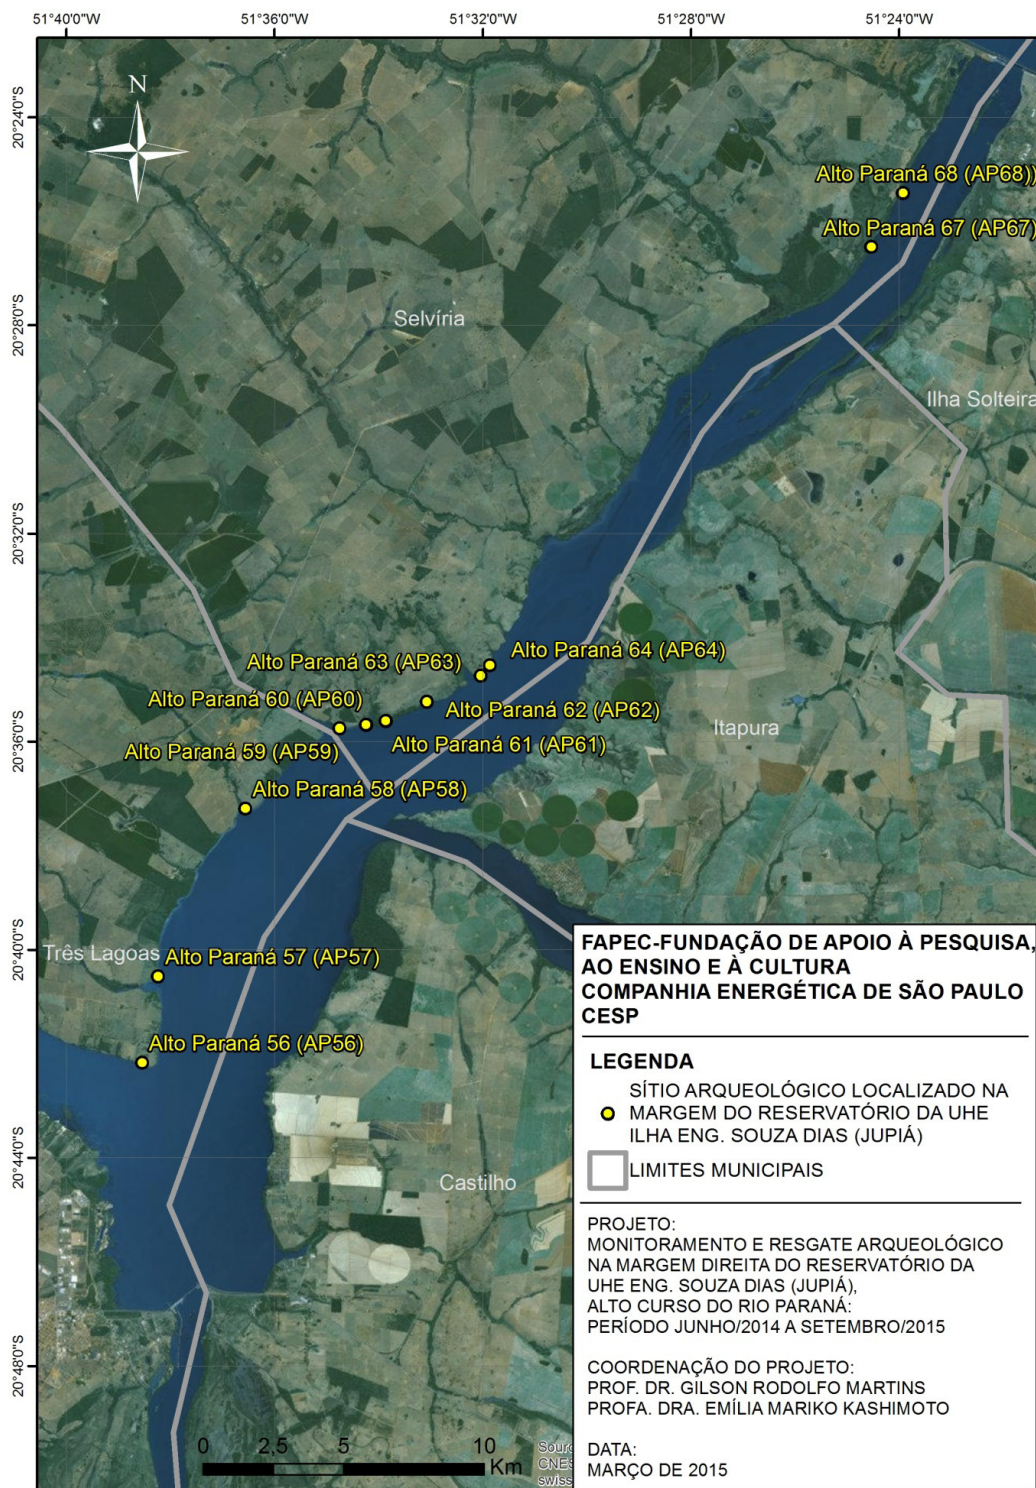 51°40'0"W
51°36'0"W
51°32'0"W
51°28'0"W
51°24'0"W
20°24'0"S
20°28'0"S
20°32'0"S
20°36'0"S
20°40'0"S
20°44'0"S
20°48'0"S
N
Alto Paraná 68 (AP68))
Alto Paraná 67 (AP67)
Selvíria
Ilha Solteira
Alto Paraná 63 (AP63)
Alto Paraná 64 (AP64)
Alto Paraná 60 (AP60)
Alto Paraná 62 (AP62)
Itapura
Alto Paraná 59 (AP59)
Alto Paraná 61 (AP61)
Alto Paraná 58 (AP58)
Três Lagoas
Alto Paraná 57 (AP57)
Alto Paraná 56 (AP56)
Castilho
FAPEC-FUNDAÇÃO DE APOIO À PESQUISA,
AO ENSINO E À CULTURA
COMPANHIA ENERGÉTICA DE SÃO PAULO
CESP
LEGENDA
SÍTIO ARQUEOLÓGICO LOCALIZADO NA
MARGEM DO RESERVATÓRIO DA UHE
ILHA ENG. SOUZA DIAS (JUPIÁ)
LIMITES MUNICIPAIS
PROJETO:
MONITORAMENTO E RESGATE ARQUEOLÓGICO
NA MARGEM DIREITA DO RESERVATÓRIO DA
UHE ENG. SOUZA DIAS (JUPIÁ),
ALTO CURSO DO RIO PARANÁ:
PERÍODO JUNHO/2014 A SETEMBRO/2015
COORDENAÇÃO DO PROJETO:
PROF. DR. GILSON RODOLFO MARTINS
PROFA. DRA. EMÍLIA MARIKO KASHIMOTO
DATA:
MARÇO DE 2015
0 2,5 5 10
Km